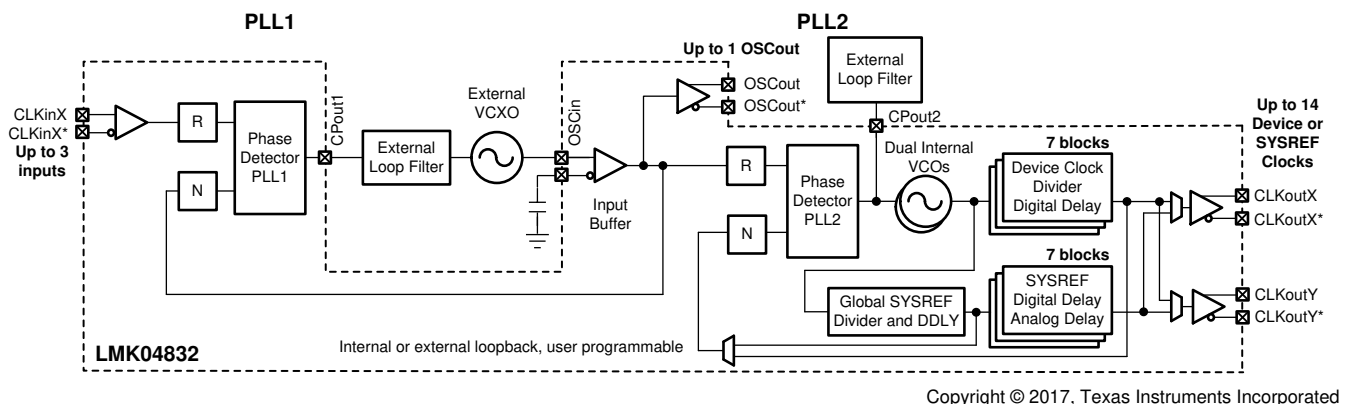 PLL1
PLL2
Up to 1 OSCout
External
Loop Filter
OSCout
OSCout*
CPout2
CLKinX
CLKinX*
Up to 3
inputs
R
N
Phase
Detector
PLL1
CPout1
External
Loop Filter
External
VCXO
OSCin
Input
Buffer
R
N
Phase
Detector
PLL2
Dual Internal
VCOs
7 blocks
Device Clock
Divider
Digital Delay
7 blocks
SYSREF
Digital Delay
Analog Delay
Global SYSREF
Divider and DDLY
Up to 14
Device or
SYSREF
Clocks
CLKoutX
CLKoutX*
CLKoutY
CLKoutY*
LMK04832
Internal or external loopback, user programmable
Copyright © 2017, Texas Instruments Incorporated